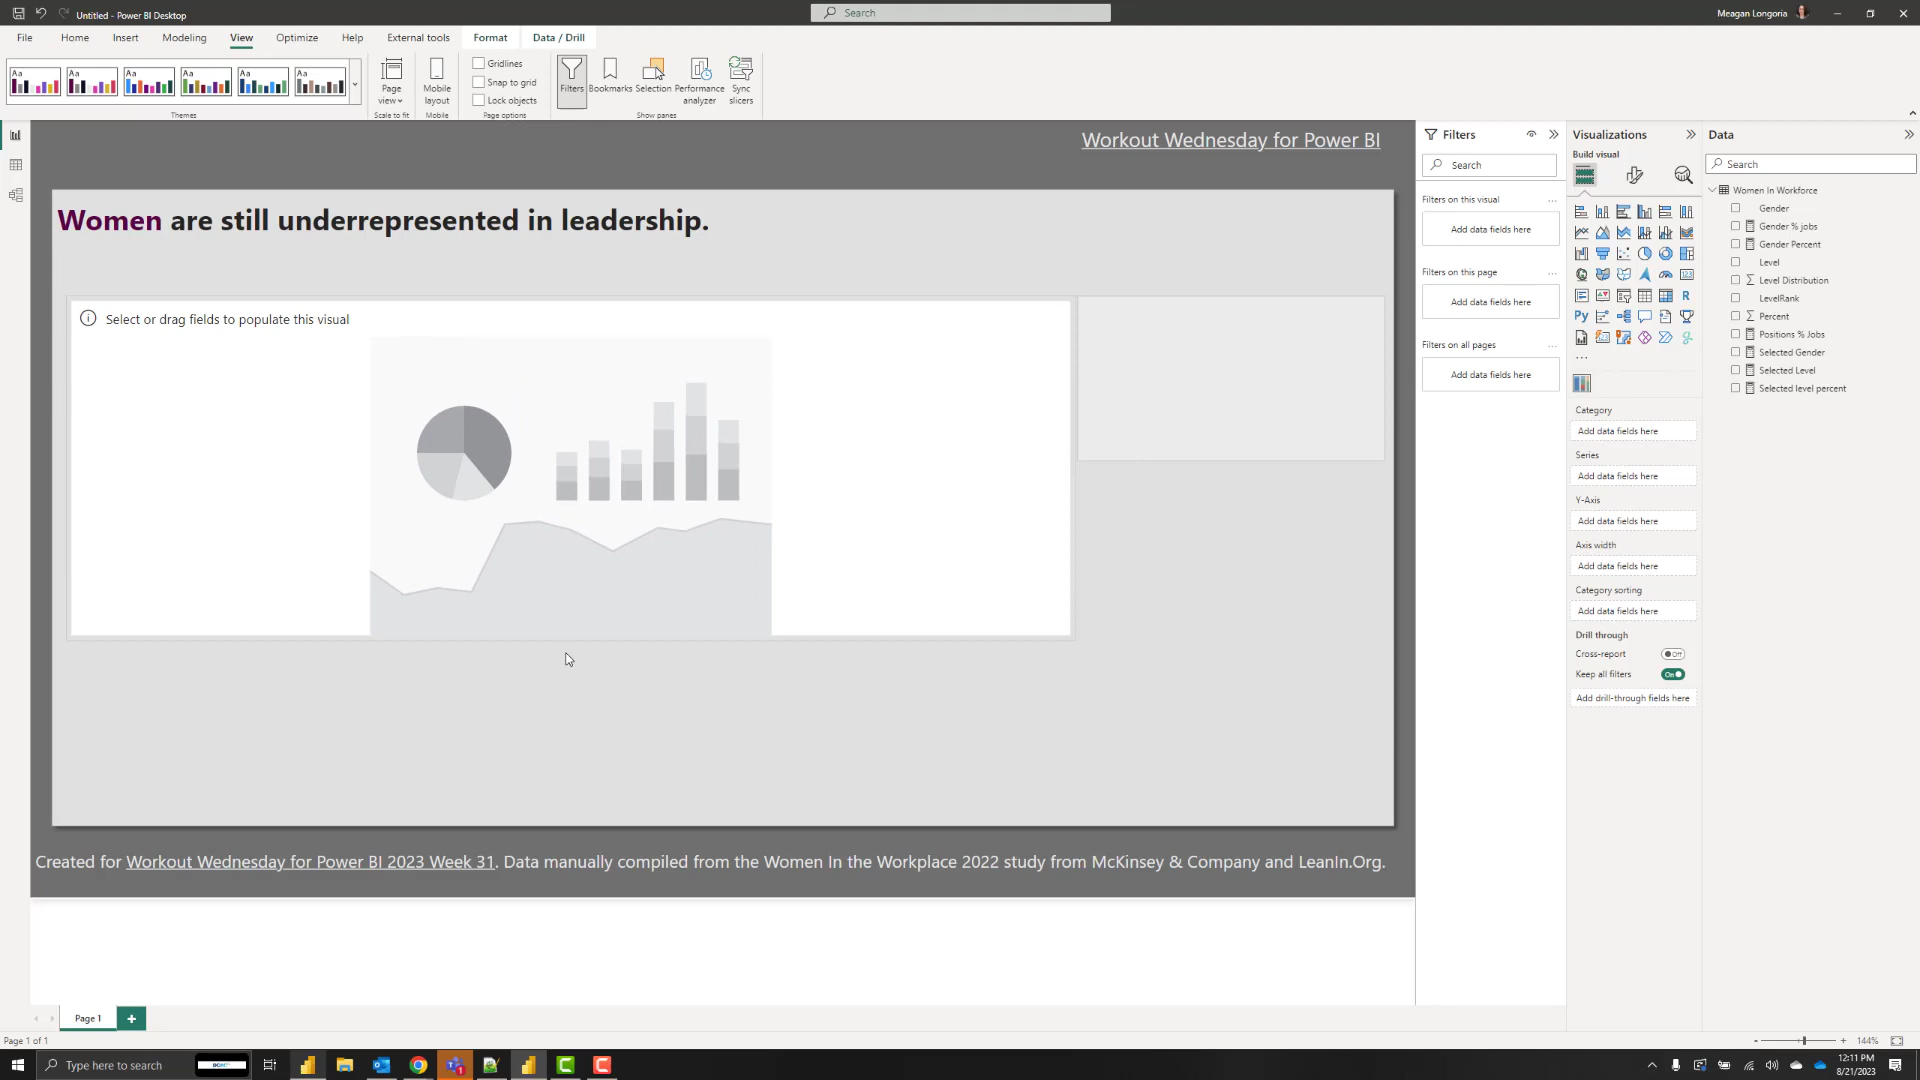 Untitled - Power BI Desktop
Search
Meagan Longoria
File Home Insert Modeling View Optimize Help External tools Format Data / Drill
Aa Aa Aa Aa Aa Aa
Themes
Page view
Scale to fit
Mobile layout
Mobile
Gridlines
Snap to grid
Lock objects
Page options
Filters Bookmarks Selection Performance analyzer Sync slicers
Show panes
Workout Wednesday for Power BI
Women are still underrepresented in leadership.
Select or drag fields to populate this visual
Created for Workout Wednesday for Power BI 2023 Week 31. Data manually compiled from the Women In the Workplace 2022 study from McKinsey & Company and LeanIn.Org.
Filters
Search
Filters on this visual
Add data fields here
Filters on this page
Add data fields here
Filters on all pages
Add data fields here
Visualizations
Build visual
R
Py
123
Category
Add data fields here
Series
Add data fields here
Y-Axis
Add data fields here
Axis width
Add data fields here
Category sorting
Add data fields here
Drill through
Cross-report Off
Keep all filters On
Add drill-through fields here
Data
Search
Women In Workforce
Gender
Gender % jobs
Gender Percent
Level
Level Distribution
LevelRank
Percent
Positions % Jobs
Selected Gender
Selected Level
Selected level percent
Page 1
Page 1 of 1
144%
Type here to search
12:11 PM
8/21/2023